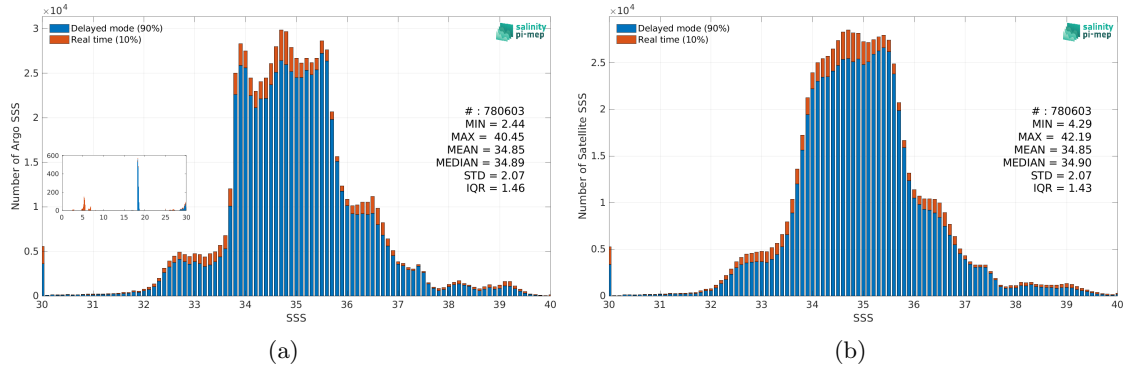 ×10⁴
Delayed mode (90%)
Real time (10%)
salinity
pi-mep
# : 780603
MIN = 2.44
MAX = 40.45
MEAN = 34.85
MEDIAN = 34.89
STD = 2.07
IQR = 1.46
Number of Argo SSS
3
2.5
2
1.5
1
0.5
0
600
400
200
0
0 5 10 15 20 25 30
30 31 32 33 34 35 36 37 38 39 40
SSS
(a)
×10⁴
Delayed mode (90%)
Real time (10%)
salinity
pi-mep
# : 780603
MIN = 4.29
MAX = 42.19
MEAN = 34.85
MEDIAN = 34.90
STD = 2.07
IQR = 1.43
Number of Satellite SSS
2.5
2
1.5
1
0.5
0
30 31 32 33 34 35 36 37 38 39 40
SSS
(b)